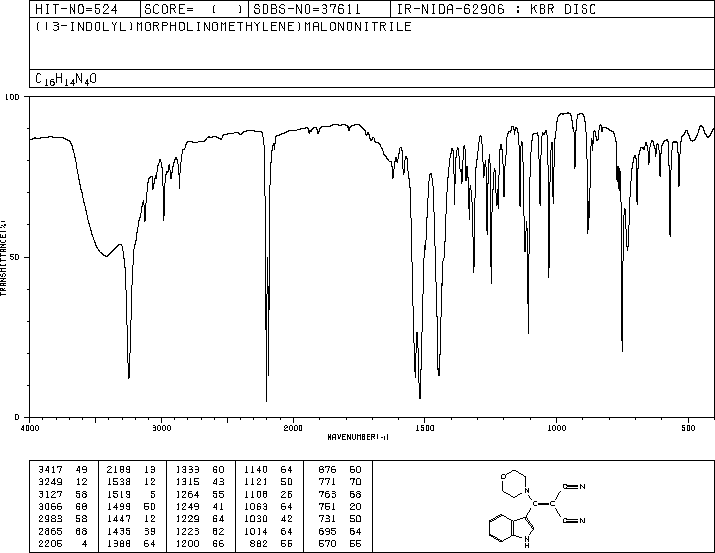 HIT-NO=524 SCORE= ( ) SDBS-NO=37611 IR-NIDA-62906 : KBR DISC
((3-INDOLYL)MORPHOLINOMETHYLENE)MALONONITRILE
C16H14N4O
100
50
0
TRANSMITTANCE(%)
4000 3000 2000 1500 1000 500
WAVENUMBER(-1)
3417 49 2189 13 1333 60 1140 64 876 60
3249 12 1538 12 1315 43 1121 50 771 70
3127 58 1519 5 1264 55 1108 25 763 68
3066 68 1499 60 1249 41 1063 64 751 20
2983 58 1447 12 1229 64 1030 42 731 50
2865 68 1435 39 1223 62 1014 64 695 64
2205 4 1388 64 1200 66 882 55 570 55
O
N
C≡N
C=C
C≡N
N
H